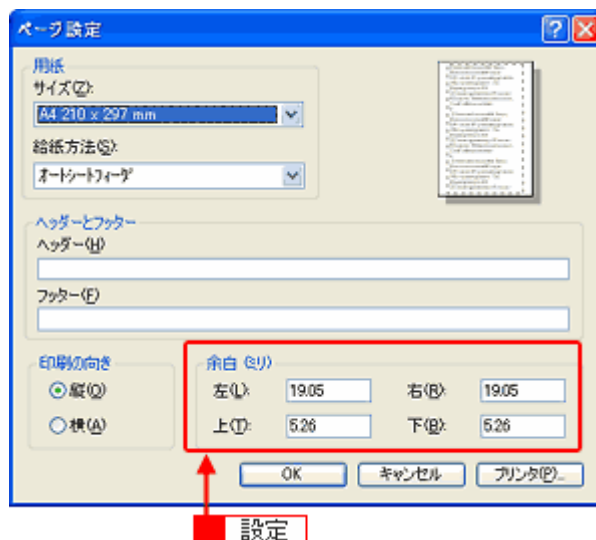 ページ設定
用紙
サイズ(Z):
A4 210 x 297 mm
給紙方法(S):
オートシートフィーダ
ヘッダーとフッター
ヘッダー(H)
フッター(F)
印刷の向き
縦(O)
横(A)
余白 (ミリ)
左(L): 19.05 右(R): 19.05
上(T): 5.26 下(B): 5.26
OK キャンセル プリンタ(P)...
設定